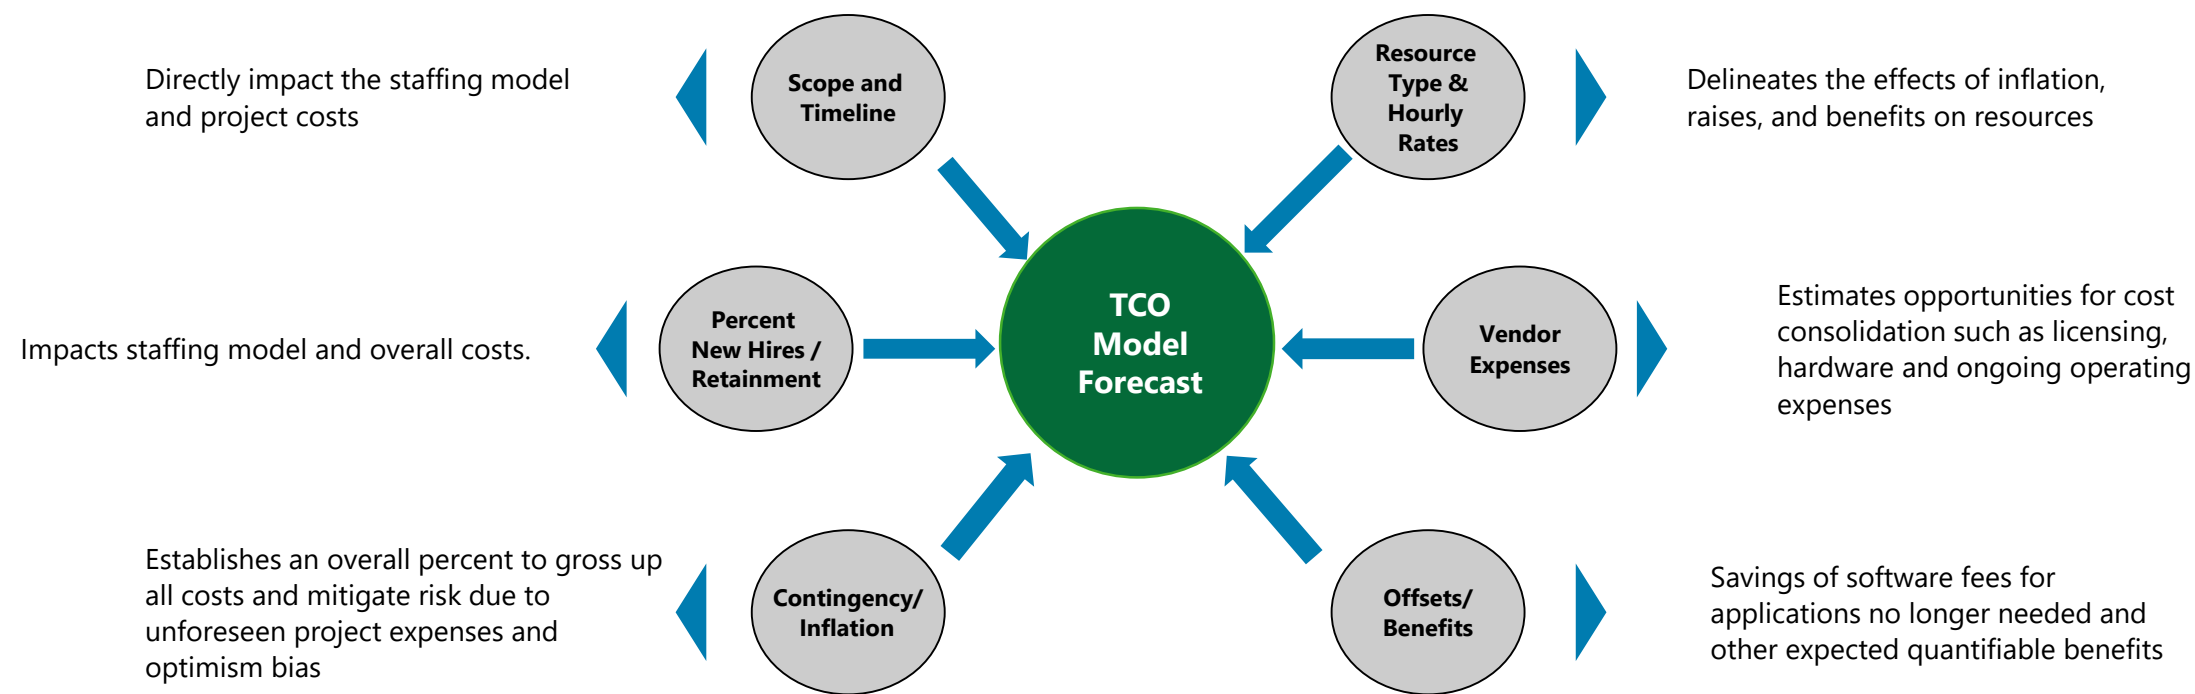 Directly impact the staffing model
and project costs
Scope and
Timeline
Resource
Type &
Hourly
Rates
Delineates the effects of inflation,
raises, and benefits on resources
Impacts staffing model and overall costs.
Percent
New Hires /
Retainment
TCO
Model
Forecast
Vendor
Expenses
Estimates opportunities for cost
consolidation such as licensing,
hardware and ongoing operating
expenses
Establishes an overall percent to gross up
all costs and mitigate risk due to
unforeseen project expenses and
optimism bias
Contingency/
Inflation
Offsets/
Benefits
Savings of software fees for
applications no longer needed and
other expected quantifiable benefits